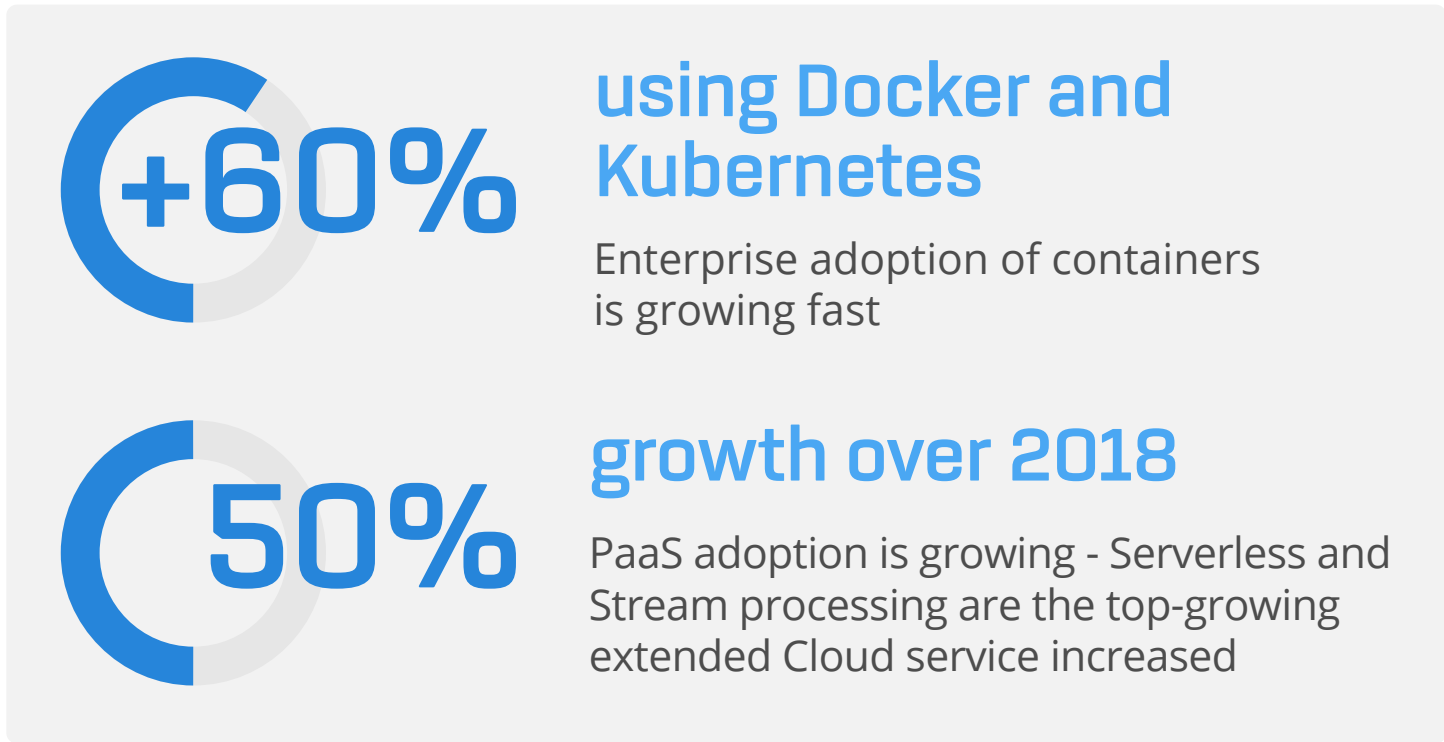 +60%
using Docker and
Kubernetes
Enterprise adoption of containers
is growing fast
50%
growth over 2018
PaaS adoption is growing - Serverless and
Stream processing are the top-growing
extended Cloud service increased